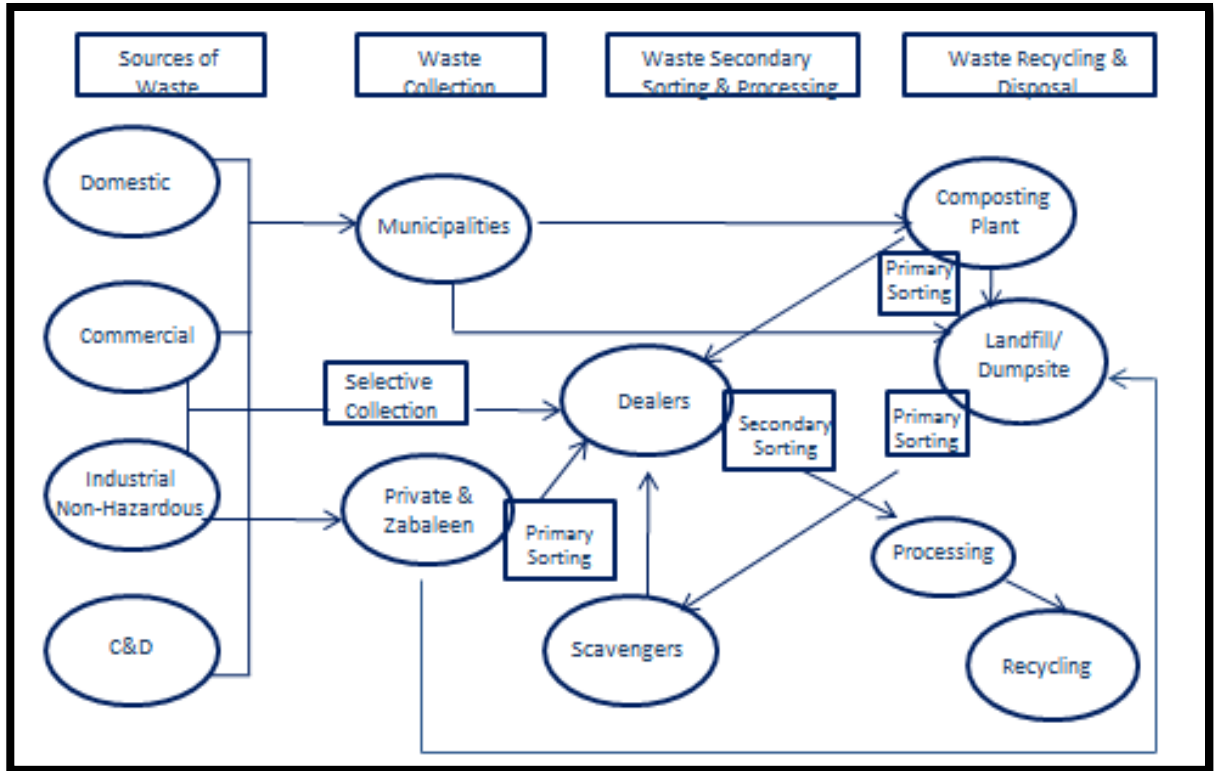 Sources of
Waste
Waste
Collection
Waste Secondary
Sorting & Processing
Waste Recycling &
Disposal
Domestic
Municipalities
Composting
Plant
Primary
Sorting
Commercial
Landfill/
Dumpsite
Selective
Collection
Dealers
Secondary
Sorting
Primary
Sorting
Industrial
Non-Hazardous
Private &
Zabaleen
Primary
Sorting
Processing
C&D
Scavengers
Recycling